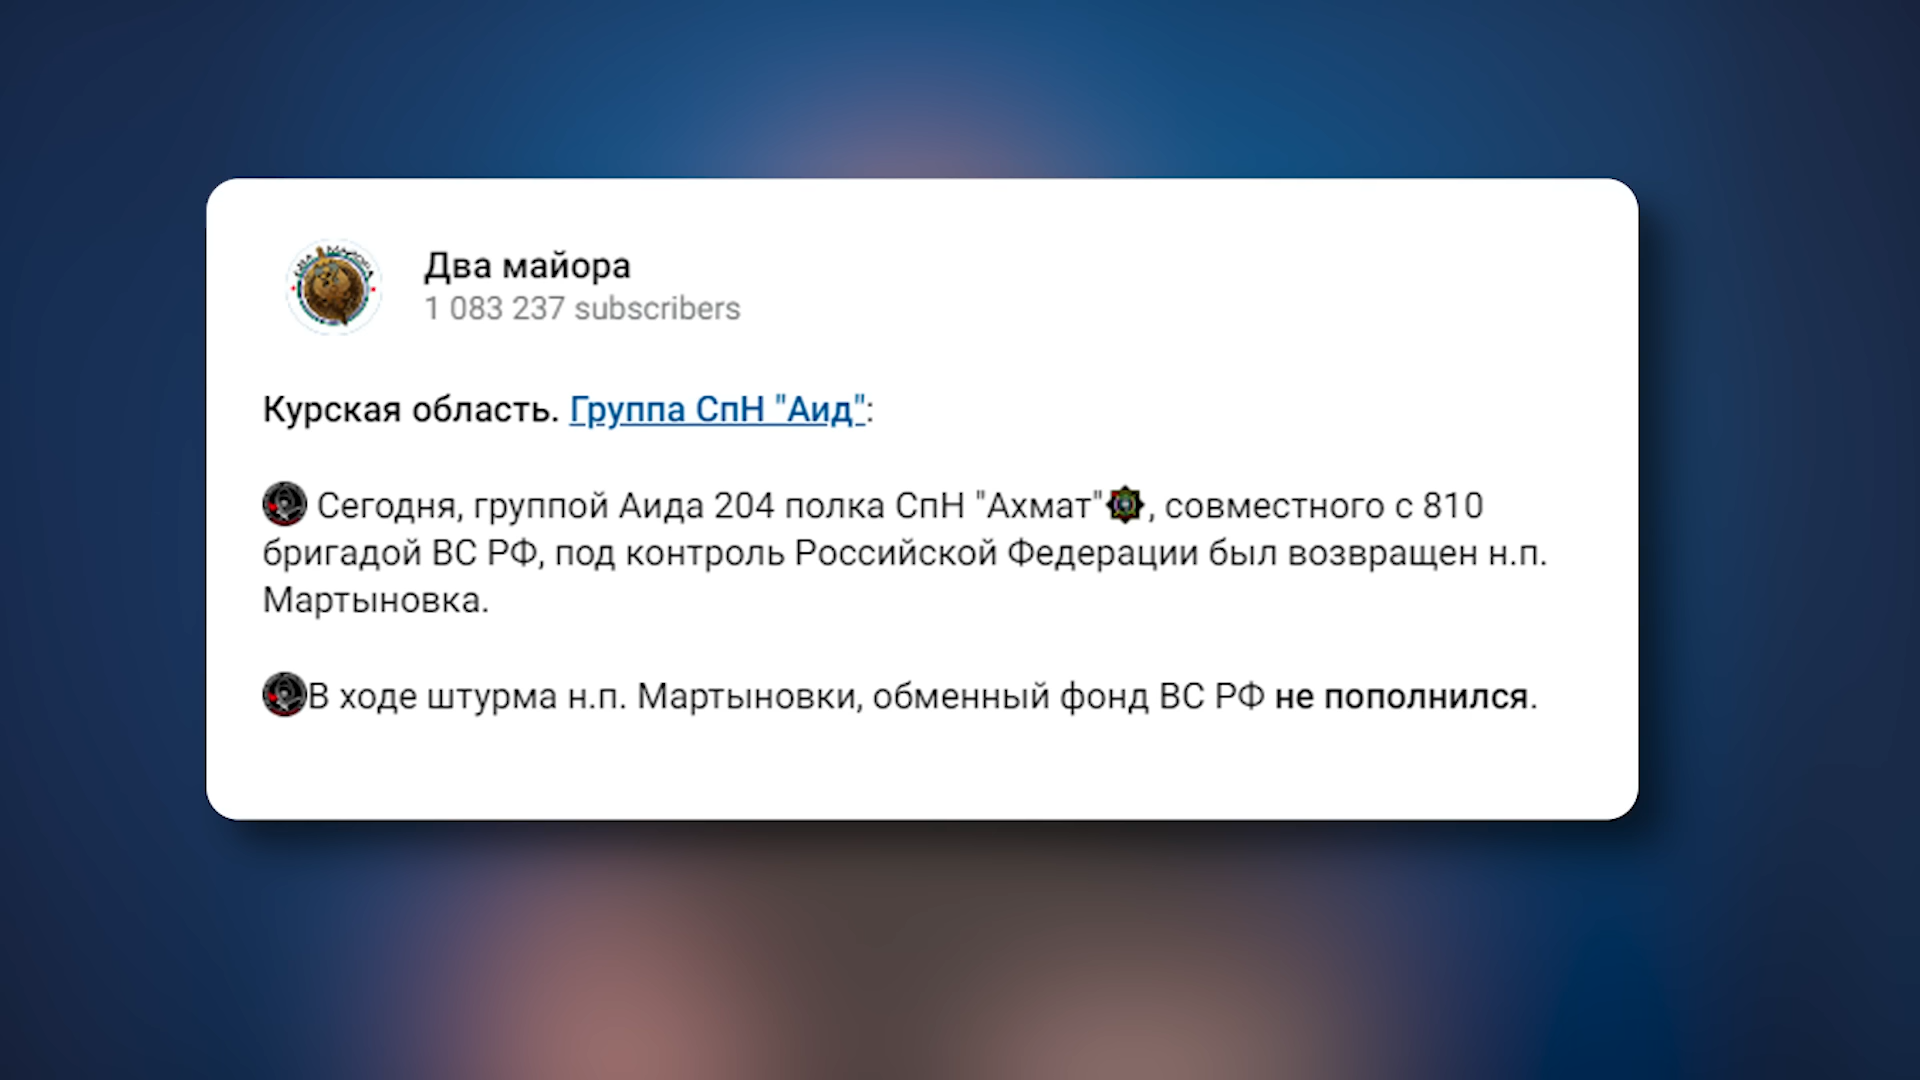 Два майора
1 083 237 subscribers
Курская область. Группа СпН "Аид":
Сегодня, группой Аида 204 полка СпН "Ахмат", совместного с 810
бригадой ВС РФ, под контроль Российской Федерации был возвращен н.п.
Мартыновка.
В ходе штурма н.п. Мартыновки, обменный фонд ВС РФ не пополнился.